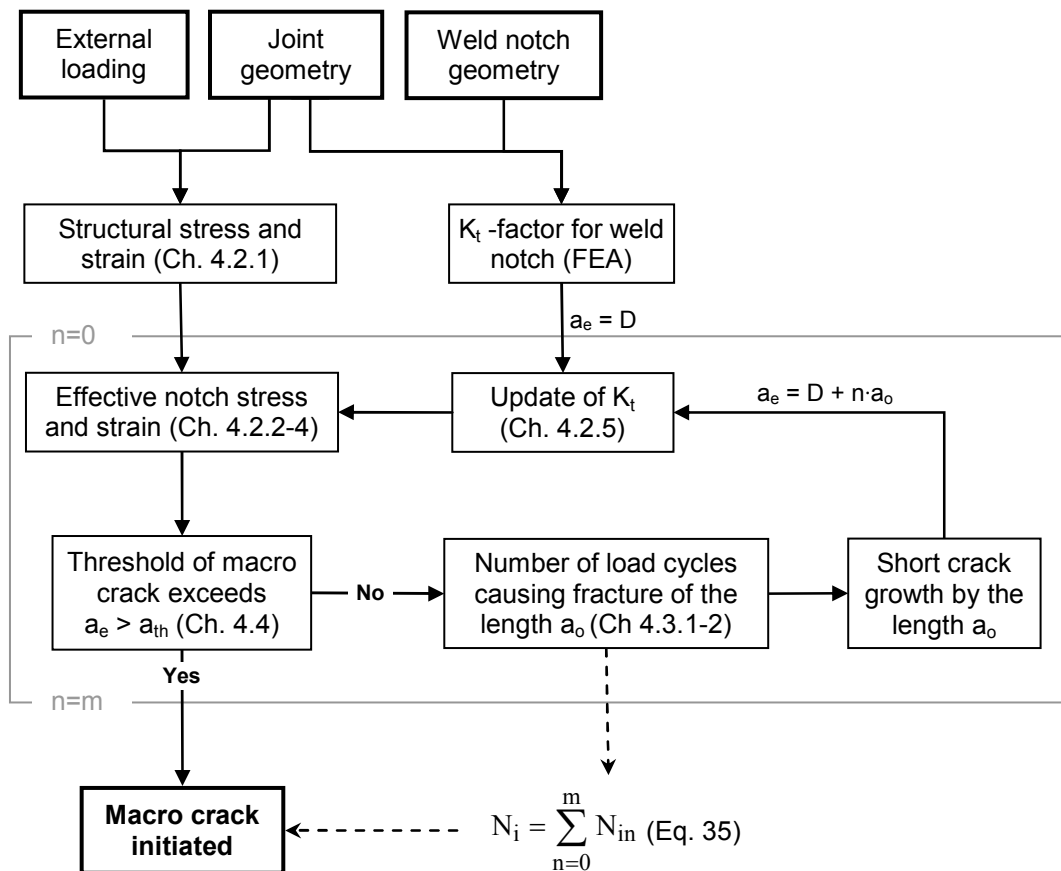 External
loading
Joint
geometry
Weld notch
geometry
Structural stress and
strain (Ch. 4.2.1)
Kt -factor for weld
notch (FEA)
ae = D
n=0
Effective notch stress
and strain (Ch. 4.2.2-4)
Update of Kt
(Ch. 4.2.5)
ae = D + n·ao
Threshold of macro
crack exceeds
ae > ath (Ch. 4.4)
No
Number of load cycles
causing fracture of the
length ao (Ch 4.3.1-2)
Short crack
growth by the
length ao
Yes
n=m
Macro crack
initiated
Ni = ∑ m n=0 Nin (Eq. 35)